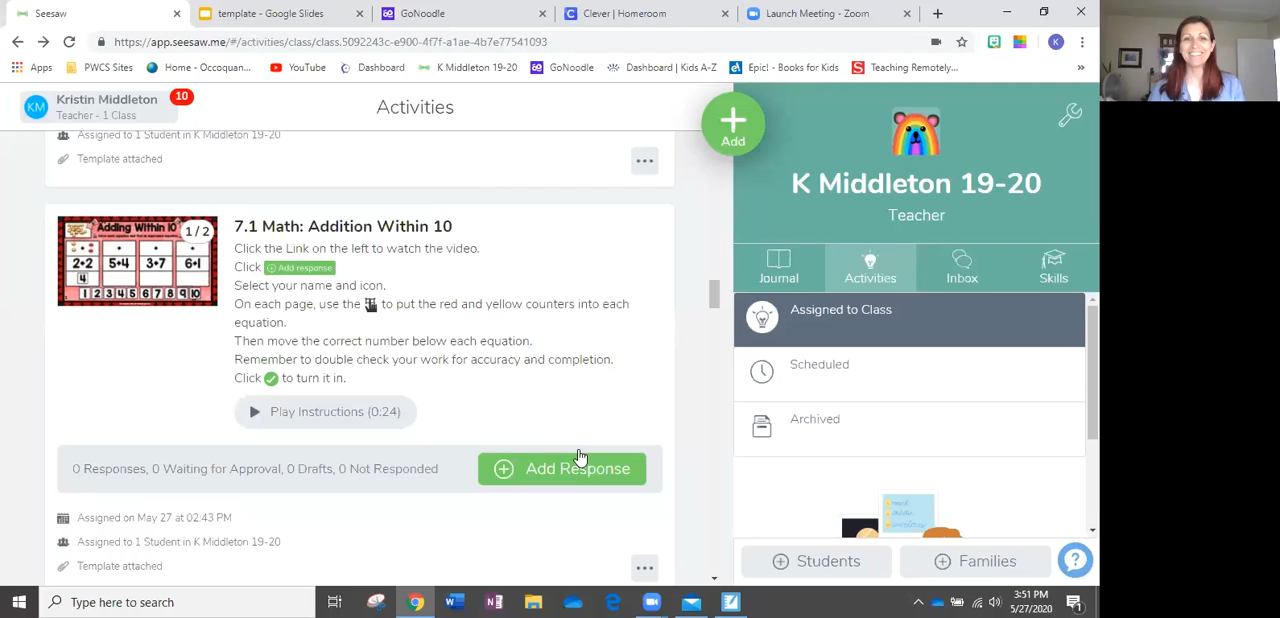 Seesaw
template - Google Slides
GoNoodle
Clever | Homeroom
Launch Meeting - Zoom
https://app.seesaw.me/#/activities/class/class.5092243c-e900-4f7f-a1ae-4b7e77541093
K
Apps
PWCS Sites
Home - Occoquan...
YouTube
Dashboard
K Middleton
GoNoodle
Dashboard | Kids A-Z
Epic! - Books for Kids
Teaching Remotely...
KM
Kristin Middleton
10
Teacher - 1 Class
Activities
Assigned to 1 Student in K Middleton 19-20
Template attached
Adding Within 10
1 / 2
2+2
5+4
3+7
6+1
4
1 2 3 4 5 6 7 8 9 10
7.1 Math: Addition Within 10
Click the Link on the left to watch the video.
Click Add response
Select your name and icon.
On each page, use the to put the red and yellow counters into each
equation.
Then move the correct number below each equation.
Remember to double check your work for accuracy and completion.
Click to turn it in.
Play Instructions (0:24)
0 Responses, 0 Waiting for Approval, 0 Drafts, 0 Not Responded
Add Response
Assigned on May 27 at 02:43 PM
Assigned to 1 Student in K Middleton 19-20
Template attached
Add
K Middleton 19-20
Teacher
Journal
Activities
Inbox
Skills
Assigned to Class
Scheduled
Archived
Students
Families
?
Type here to search
3:51 PM
5/27/2020